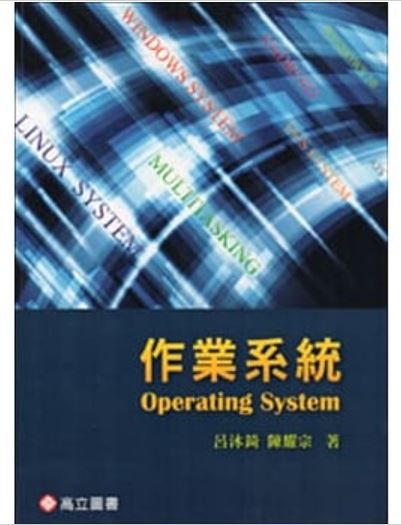 WINDOWS SYSTEM
LINUX SYSTEM
MULTITASKING
作業系統
Operating System
呂沐錡 陳耀宗 著
高立圖書